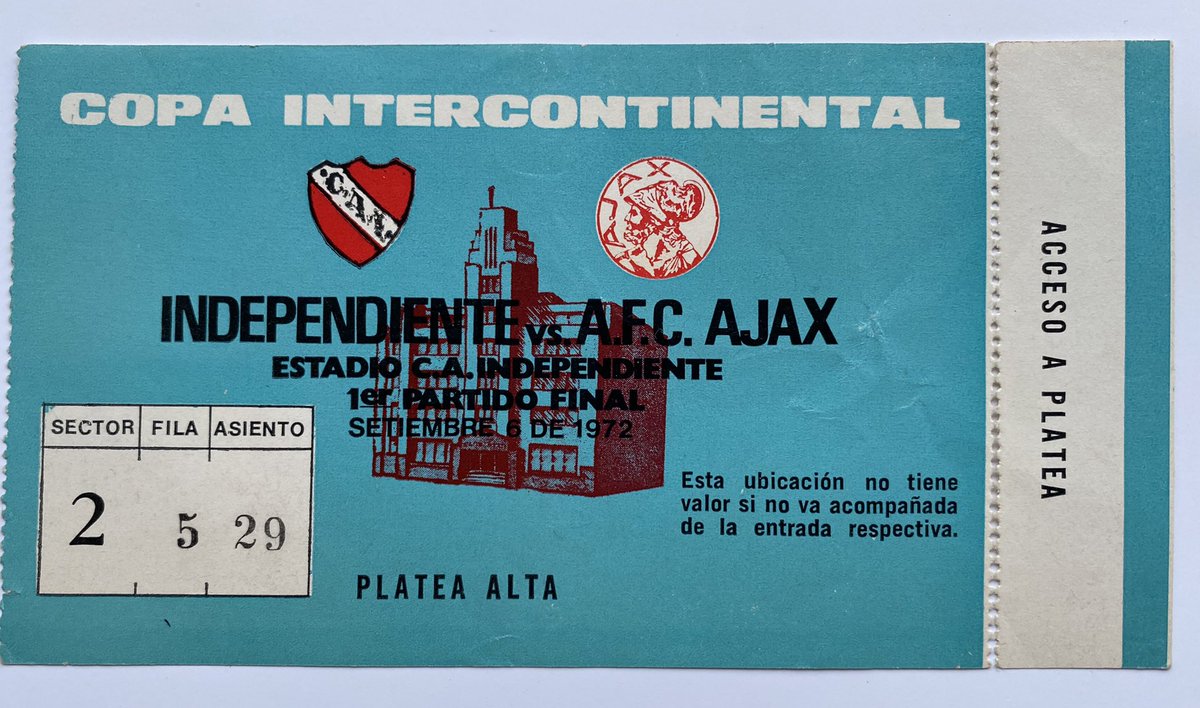 COPA INTERCONTINENTAL
C.A.I.
AJAX
INDEPENDIENTE vs. A.F.C. AJAX
ESTADIO C.A. INDEPENDIENTE
1er. PARTIDO FINAL
SETIEMBRE 6 DE 1972
SECTOR FILA ASIENTO
2 5 29
Esta ubicación no tiene
valor si no va acompañada
de la entrada respectiva.
PLATEA ALTA
ACCESO A PLATEA